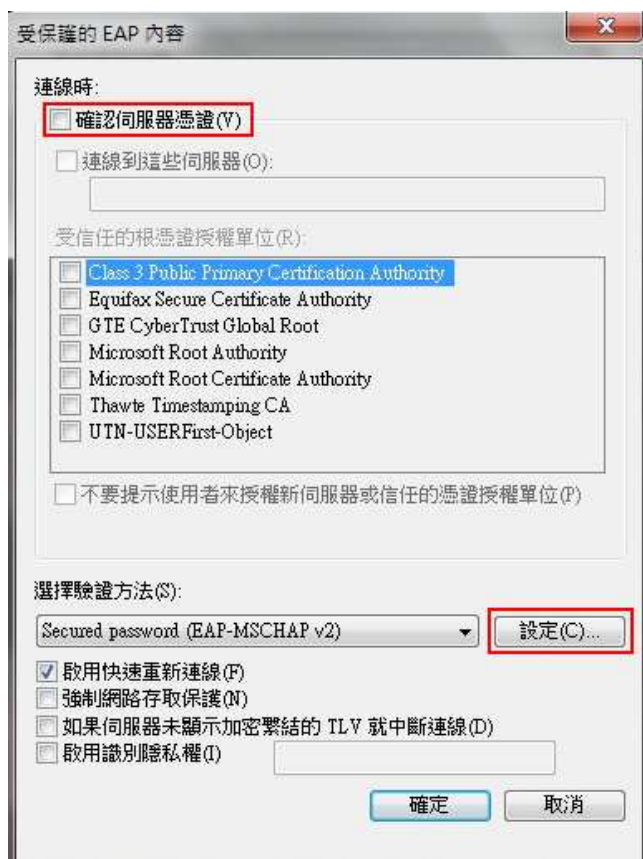 受保護的 EAP 內容
連線時:
確認伺服器憑證(V)
連線到這些伺服器(O):
受信任的根憑證授權單位(R):
Class 3 Public Primary Certification Authority
Equifax Secure Certificate Authority
GTE CyberTrust Global Root
Microsoft Root Authority
Microsoft Root Certificate Authority
Thawte Timestamping CA
UTN-USERFirst-Object
不要提示使用者來授權新伺服器或信任的憑證授權單位(P)
選擇驗證方法(S):
Secured password (EAP-MSCHAP v2) 設定(C)...
啟用快速重新連線(F)
強制網路存取保護(N)
如果伺服器未顯示加密繫結的 TLV 就中斷連線(D)
啟用識別隱私權(I)
確定 取消